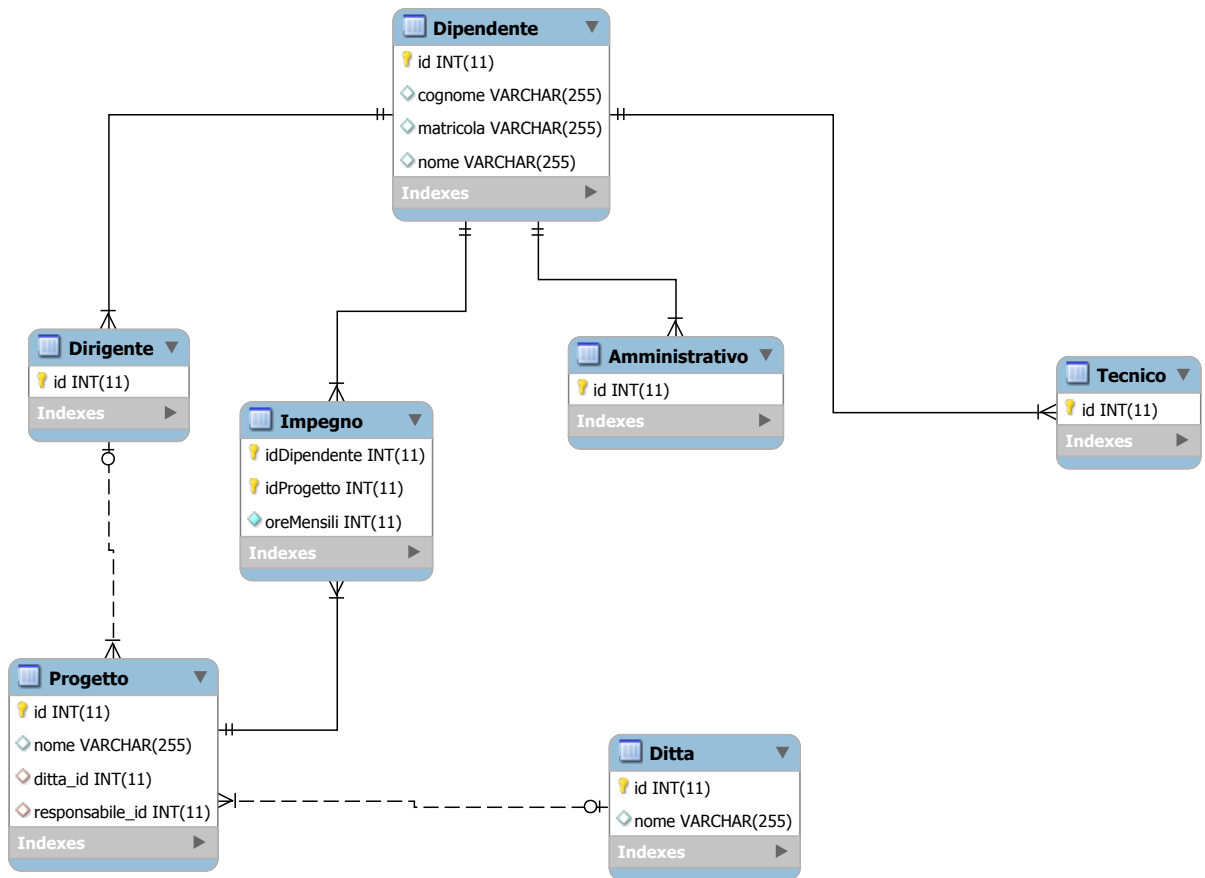 Dipendente
id INT(11)
cognome VARCHAR(255)
matricola VARCHAR(255)
nome VARCHAR(255)
Indexes
Dirigente
id INT(11)
Indexes
Impegno
idDipendente INT(11)
idProgetto INT(11)
oreMensili INT(11)
Indexes
Amministrativo
id INT(11)
Indexes
Tecnico
id INT(11)
Indexes
Progetto
id INT(11)
nome VARCHAR(255)
ditta_id INT(11)
responsabile_id INT(11)
Indexes
Ditta
id INT(11)
nome VARCHAR(255)
Indexes